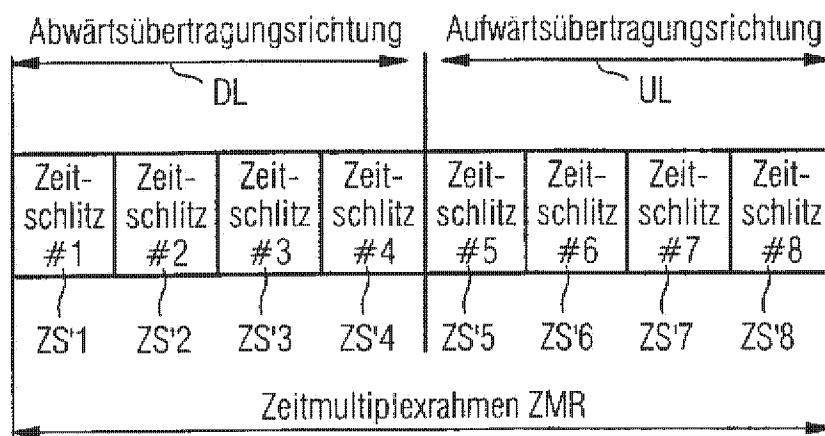 Abwärtsübertragungsrichtung Aufwärtsübertragungsrichtung
DL UL
Zeit- Zeit- Zeit- Zeit- Zeit- Zeit- Zeit- Zeit-
schlitz schlitz schlitz schlitz schlitz schlitz schlitz schlitz
#1 #2 #3 #4 #5 #6 #7 #8
ZS'1 ZS'2 ZS'3 ZS'4 ZS'5 ZS'6 ZS'7 ZS'8
Zeitmultiplexrahmen ZMR